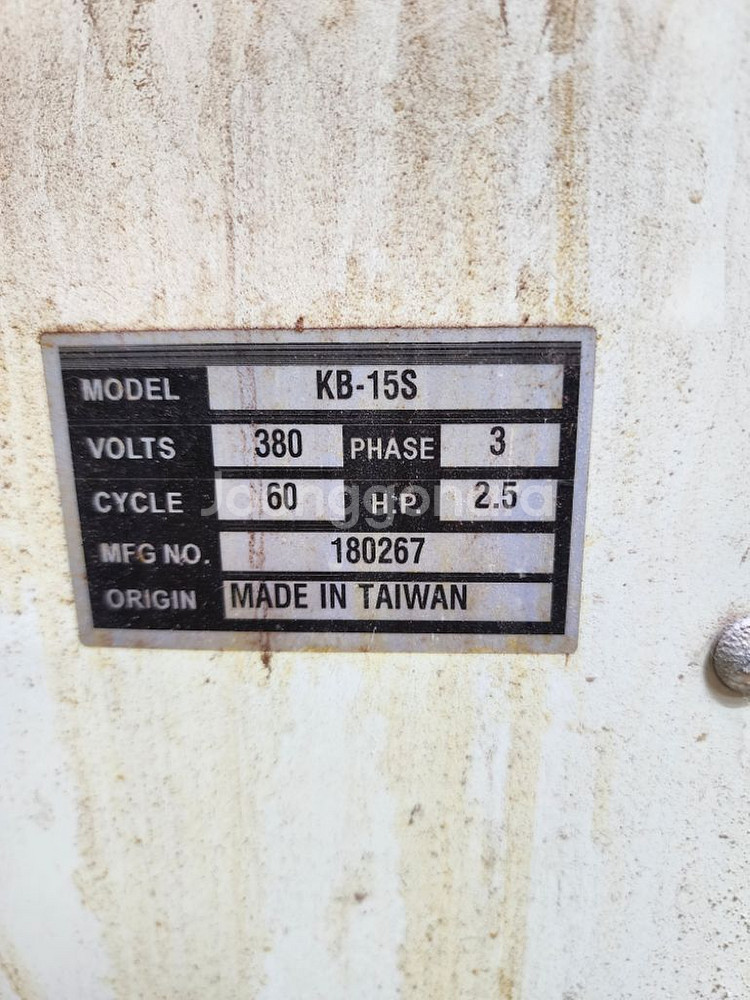 MODEL KB-15S
VOLTS 380 PHASE 3
CYCLE 60 H.P. 2.5
MFG NO. 180267
ORIGIN MADE IN TAIWAN